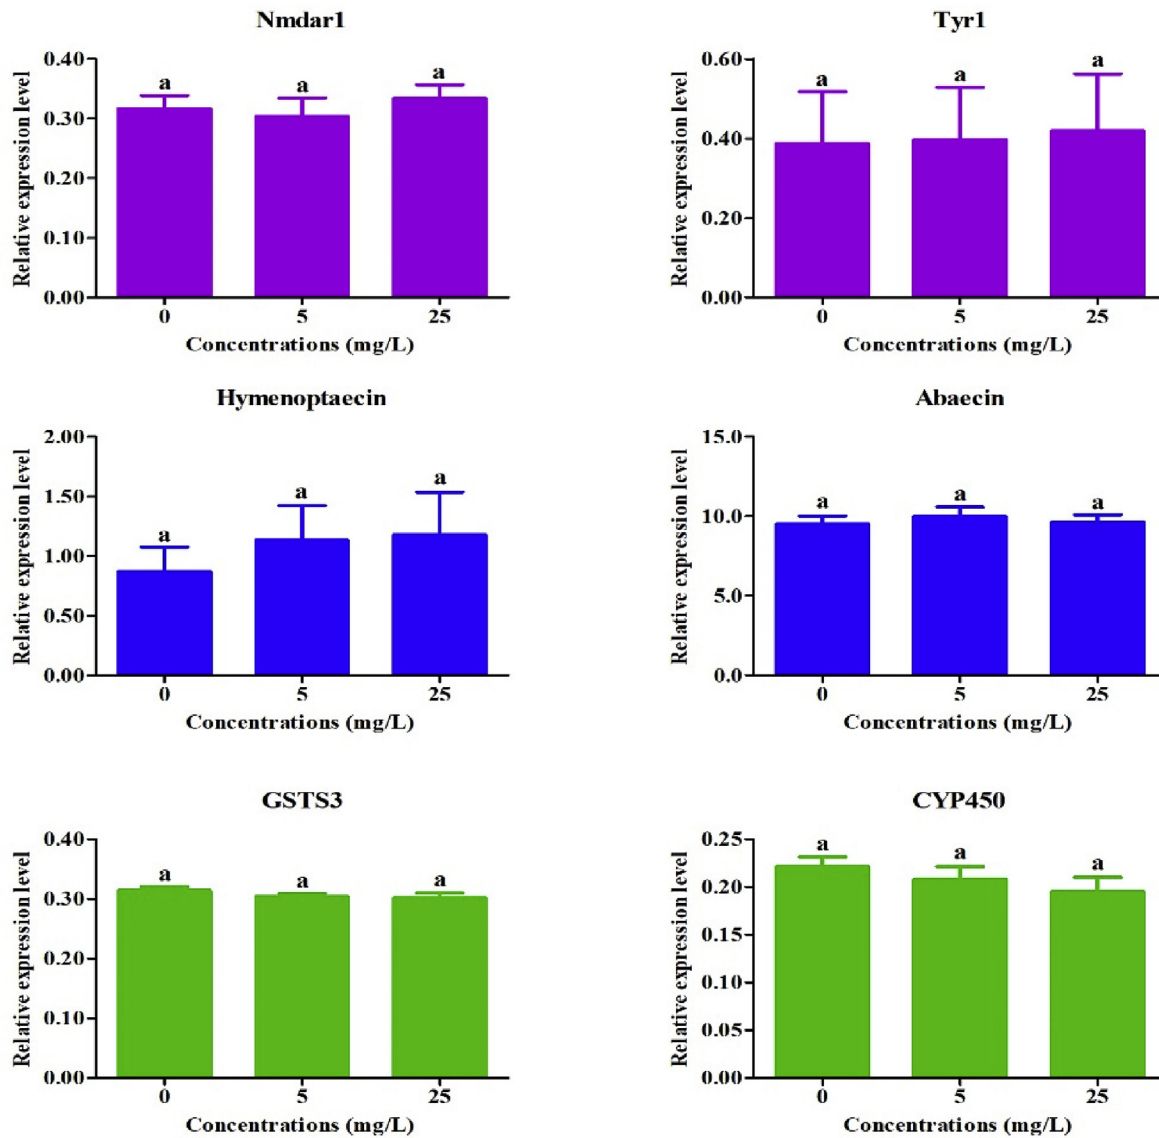 Nmdar1
Relative expression level
0.40
0.30
0.20
0.10
0.00
a a a
0 5 25
Concentrations (mg/L)
Tyr1
Relative expression level
0.60
0.40
0.20
0.00
a a a
0 5 25
Concentrations (mg/L)
Hymenoptaecin
Relative expression level
2.00
1.50
1.00
0.50
0.00
a a a
0 5 25
Concentrations (mg/L)
Abaecin
Relative expression level
15.0
10.0
5.0
0.0
a a a
0 5 25
Concentrations (mg/L)
GSTS3
Relative expression level
0.40
0.30
0.20
0.10
0.00
a a a
0 5 25
Concentrations (mg/L)
CYP450
Relative expression level
0.25
0.20
0.15
0.10
0.05
0.00
a a a
0 5 25
Concentrations (mg/L)